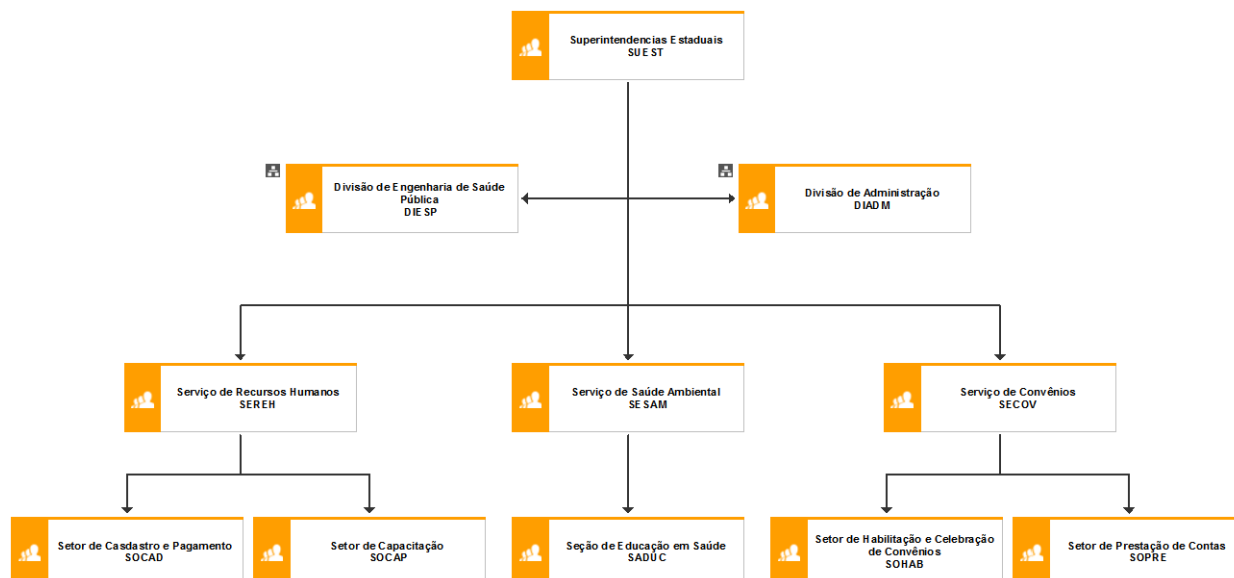 Superintendencias Estaduais
SUEST
Divisão de Engenharia de Saúde
Pública
DIESP
Divisão de Administração
DIADM
Serviço de Recursos Humanos
SEREH
Serviço de Saúde Ambiental
SESAM
Serviço de Convênios
SECOV
Setor de Casdastro e Pagamento
SOCAD
Setor de Capacitação
SOCAP
Seção de Educação em Saúde
SADUC
Setor de Habilitação e Celebração
de Convênios
SOHAB
Setor de Prestação de Contas
SOPRE